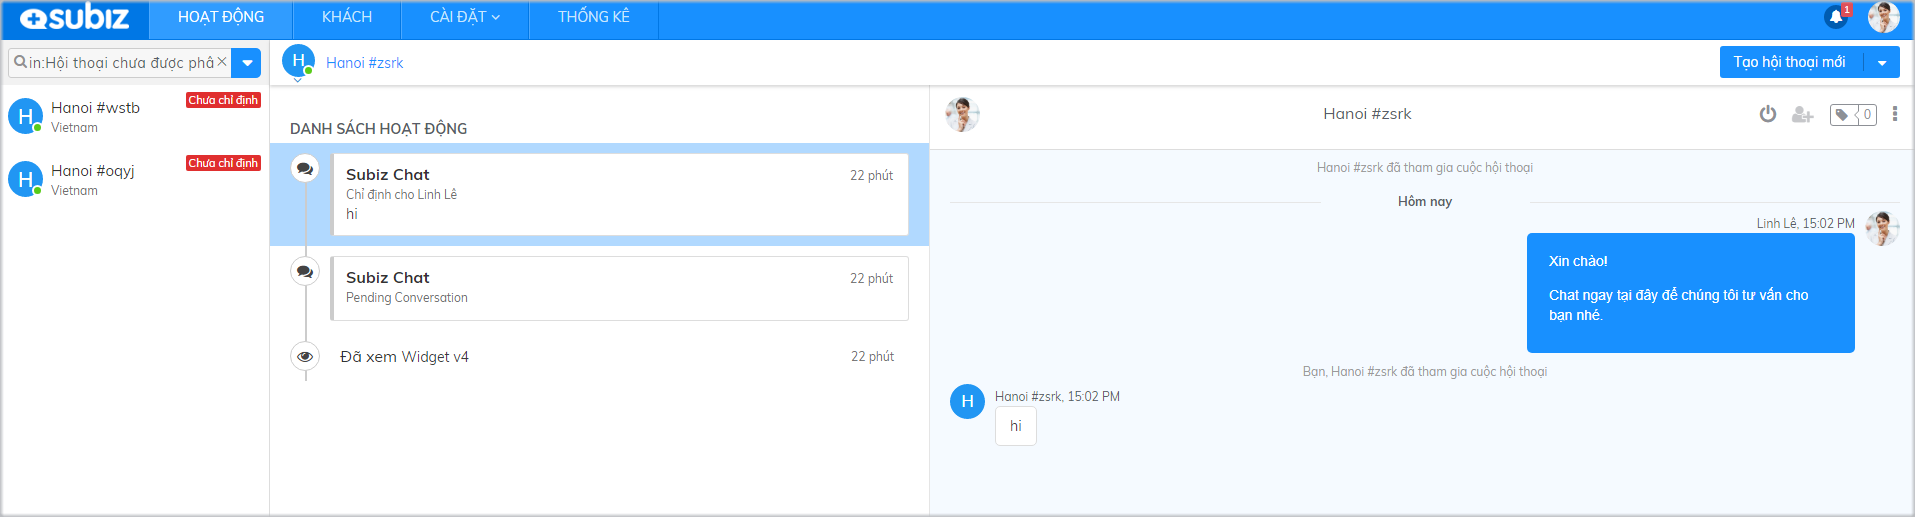 subiz
HOẠT ĐỘNG
KHÁCH
CÀI ĐẶT
THỐNG KÊ
1
in:Hội thoại chưa được phâ
H
Hanoi #zsrk
Tạo hội thoại mới
Chưa chỉ định
H
Hanoi #wstb
Vietnam
Chưa chỉ định
H
Hanoi #oqyj
Vietnam
DANH SÁCH HOẠT ĐỘNG
Subiz Chat
22 phút
Chỉ định cho Linh Lê
hi
Subiz Chat
22 phút
Pending Conversation
Đã xem Widget v4
22 phút
Hanoi #zsrk
0
Hanoi #zsrk đã tham gia cuộc hội thoại
Hôm nay
Linh Lê, 15:02 PM
Xin chào!
Chat ngay tại đây để chúng tôi tư vấn cho
bạn nhé.
Bạn, Hanoi #zsrk đã tham gia cuộc hội thoại
H
Hanoi #zsrk, 15:02 PM
hi